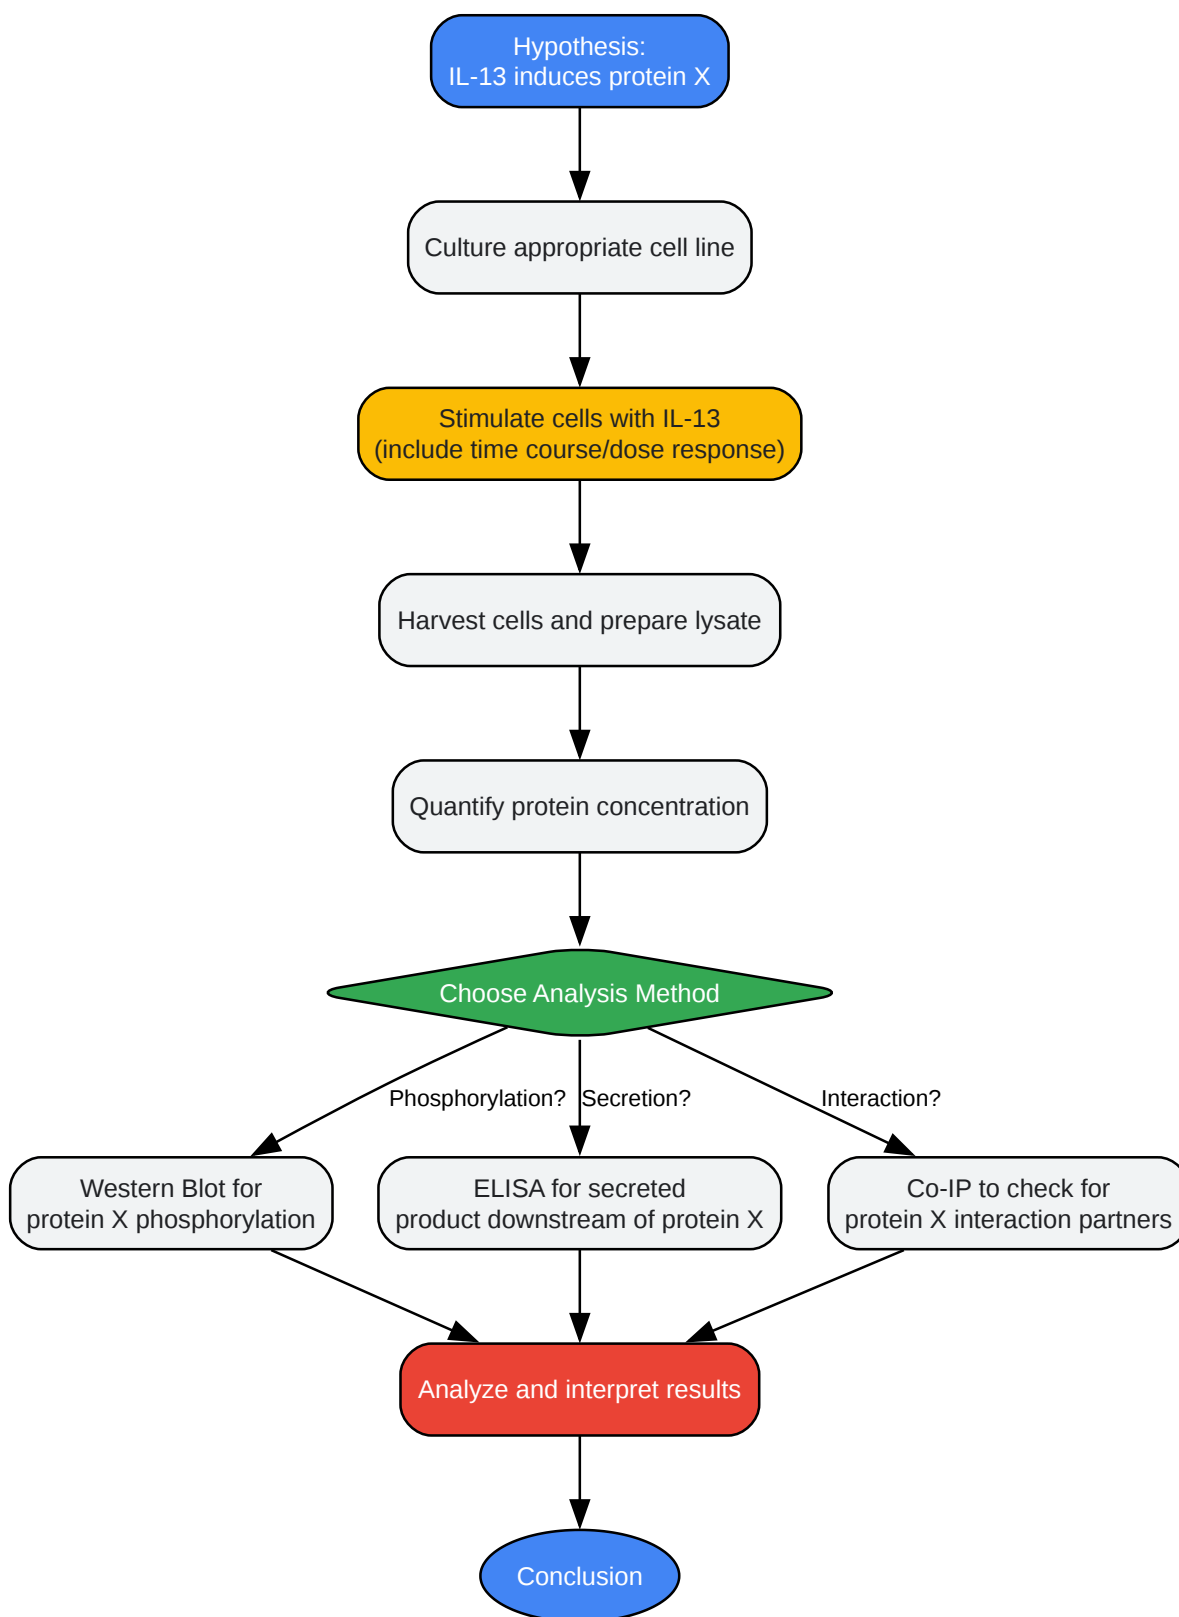 Hypothesis:
IL-13 induces protein X
Culture appropriate cell line
Stimulate cells with IL-13
(include time course/dose response)
Harvest cells and prepare lysate
Quantify protein concentration
Choose Analysis Method
Phosphorylation?
Secretion?
Interaction?
Western Blot for
protein X phosphorylation
ELISA for secreted
product downstream of protein X
Co-IP to check for
protein X interaction partners
Analyze and interpret results
Conclusion